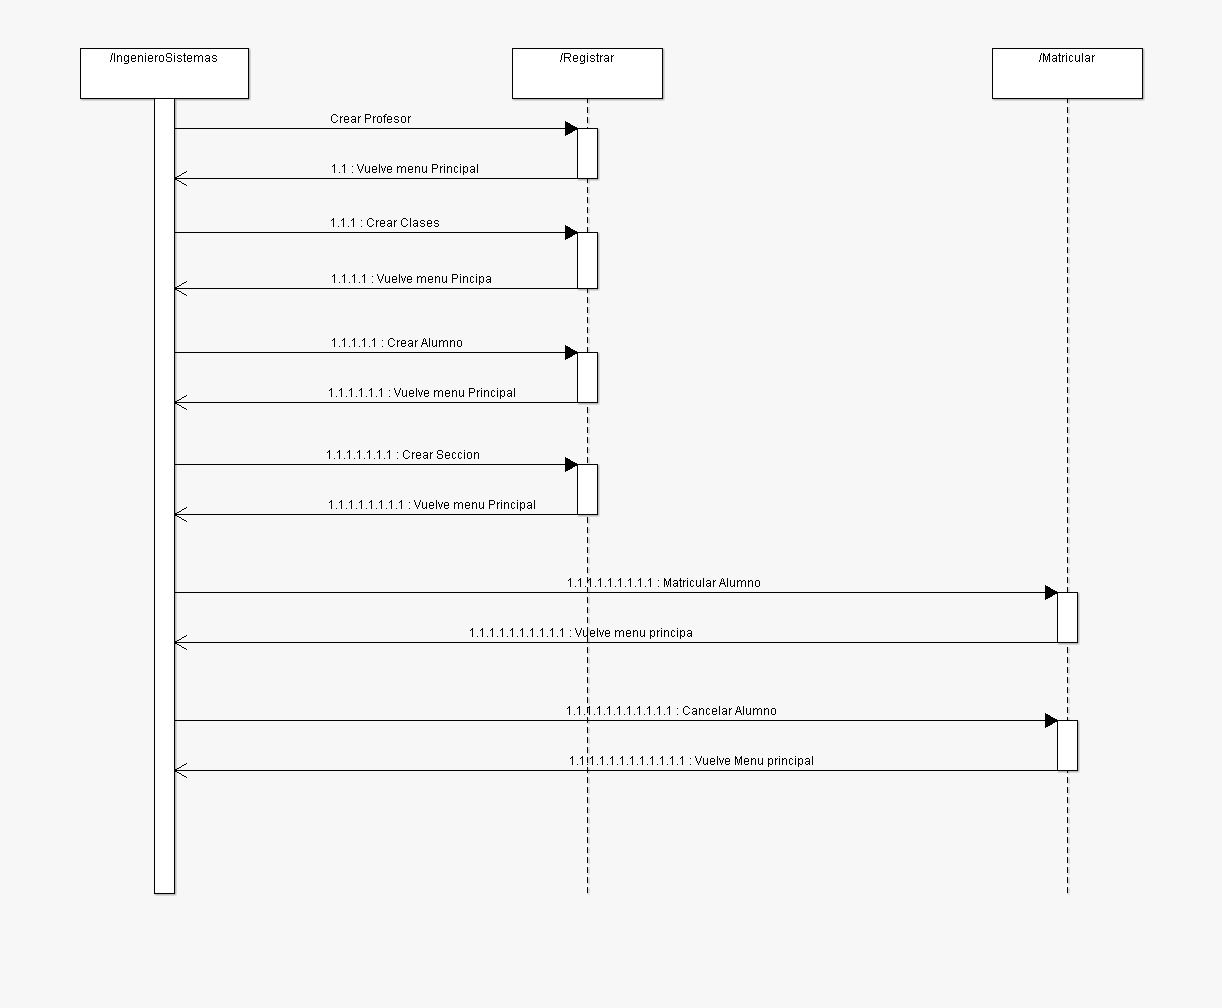 /IngenieroSistemas
/Registrar
/Matricular
Crear Profesor
1.1 : Vuelve menu Principal
1.1.1 : Crear Clases
1.1.1.1 : Vuelve menu Pincipa
1.1.1.1.1 : Crear Alumno
1.1.1.1.1.1 : Vuelve menu Principal
1.1.1.1.1.1.1 : Crear Seccion
1.1.1.1.1.1.1.1 : Vuelve menu Principal
1.1.1.1.1.1.1.1.1 : Matricular Alumno
1.1.1.1.1.1.1.1.1.1 : Vuelve menu principa
1.1.1.1.1.1.1.1.1.1.1 : Cancelar Alumno
1.1.1.1.1.1.1.1.1.1.1.1 : Vuelve Menu principal